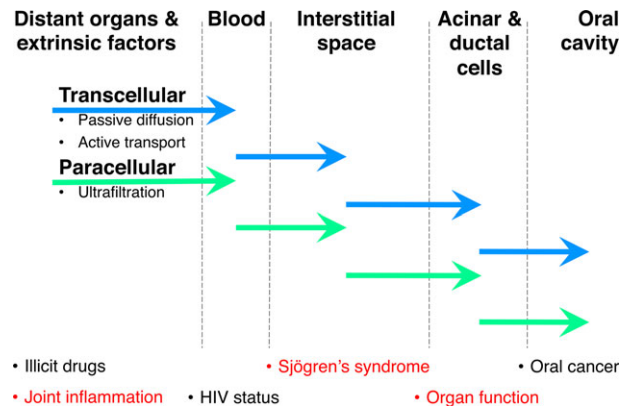 Distant organs &
extrinsic factors
Blood
Interstitial
space
Acinar &
ductal
cells
Oral
cavity
Transcellular
• Passive diffusion
• Active transport
Paracellular
• Ultrafiltration
• Illicit drugs
• Sjögren's syndrome
• Oral cancer
• Joint inflammation
• HIV status
• Organ function